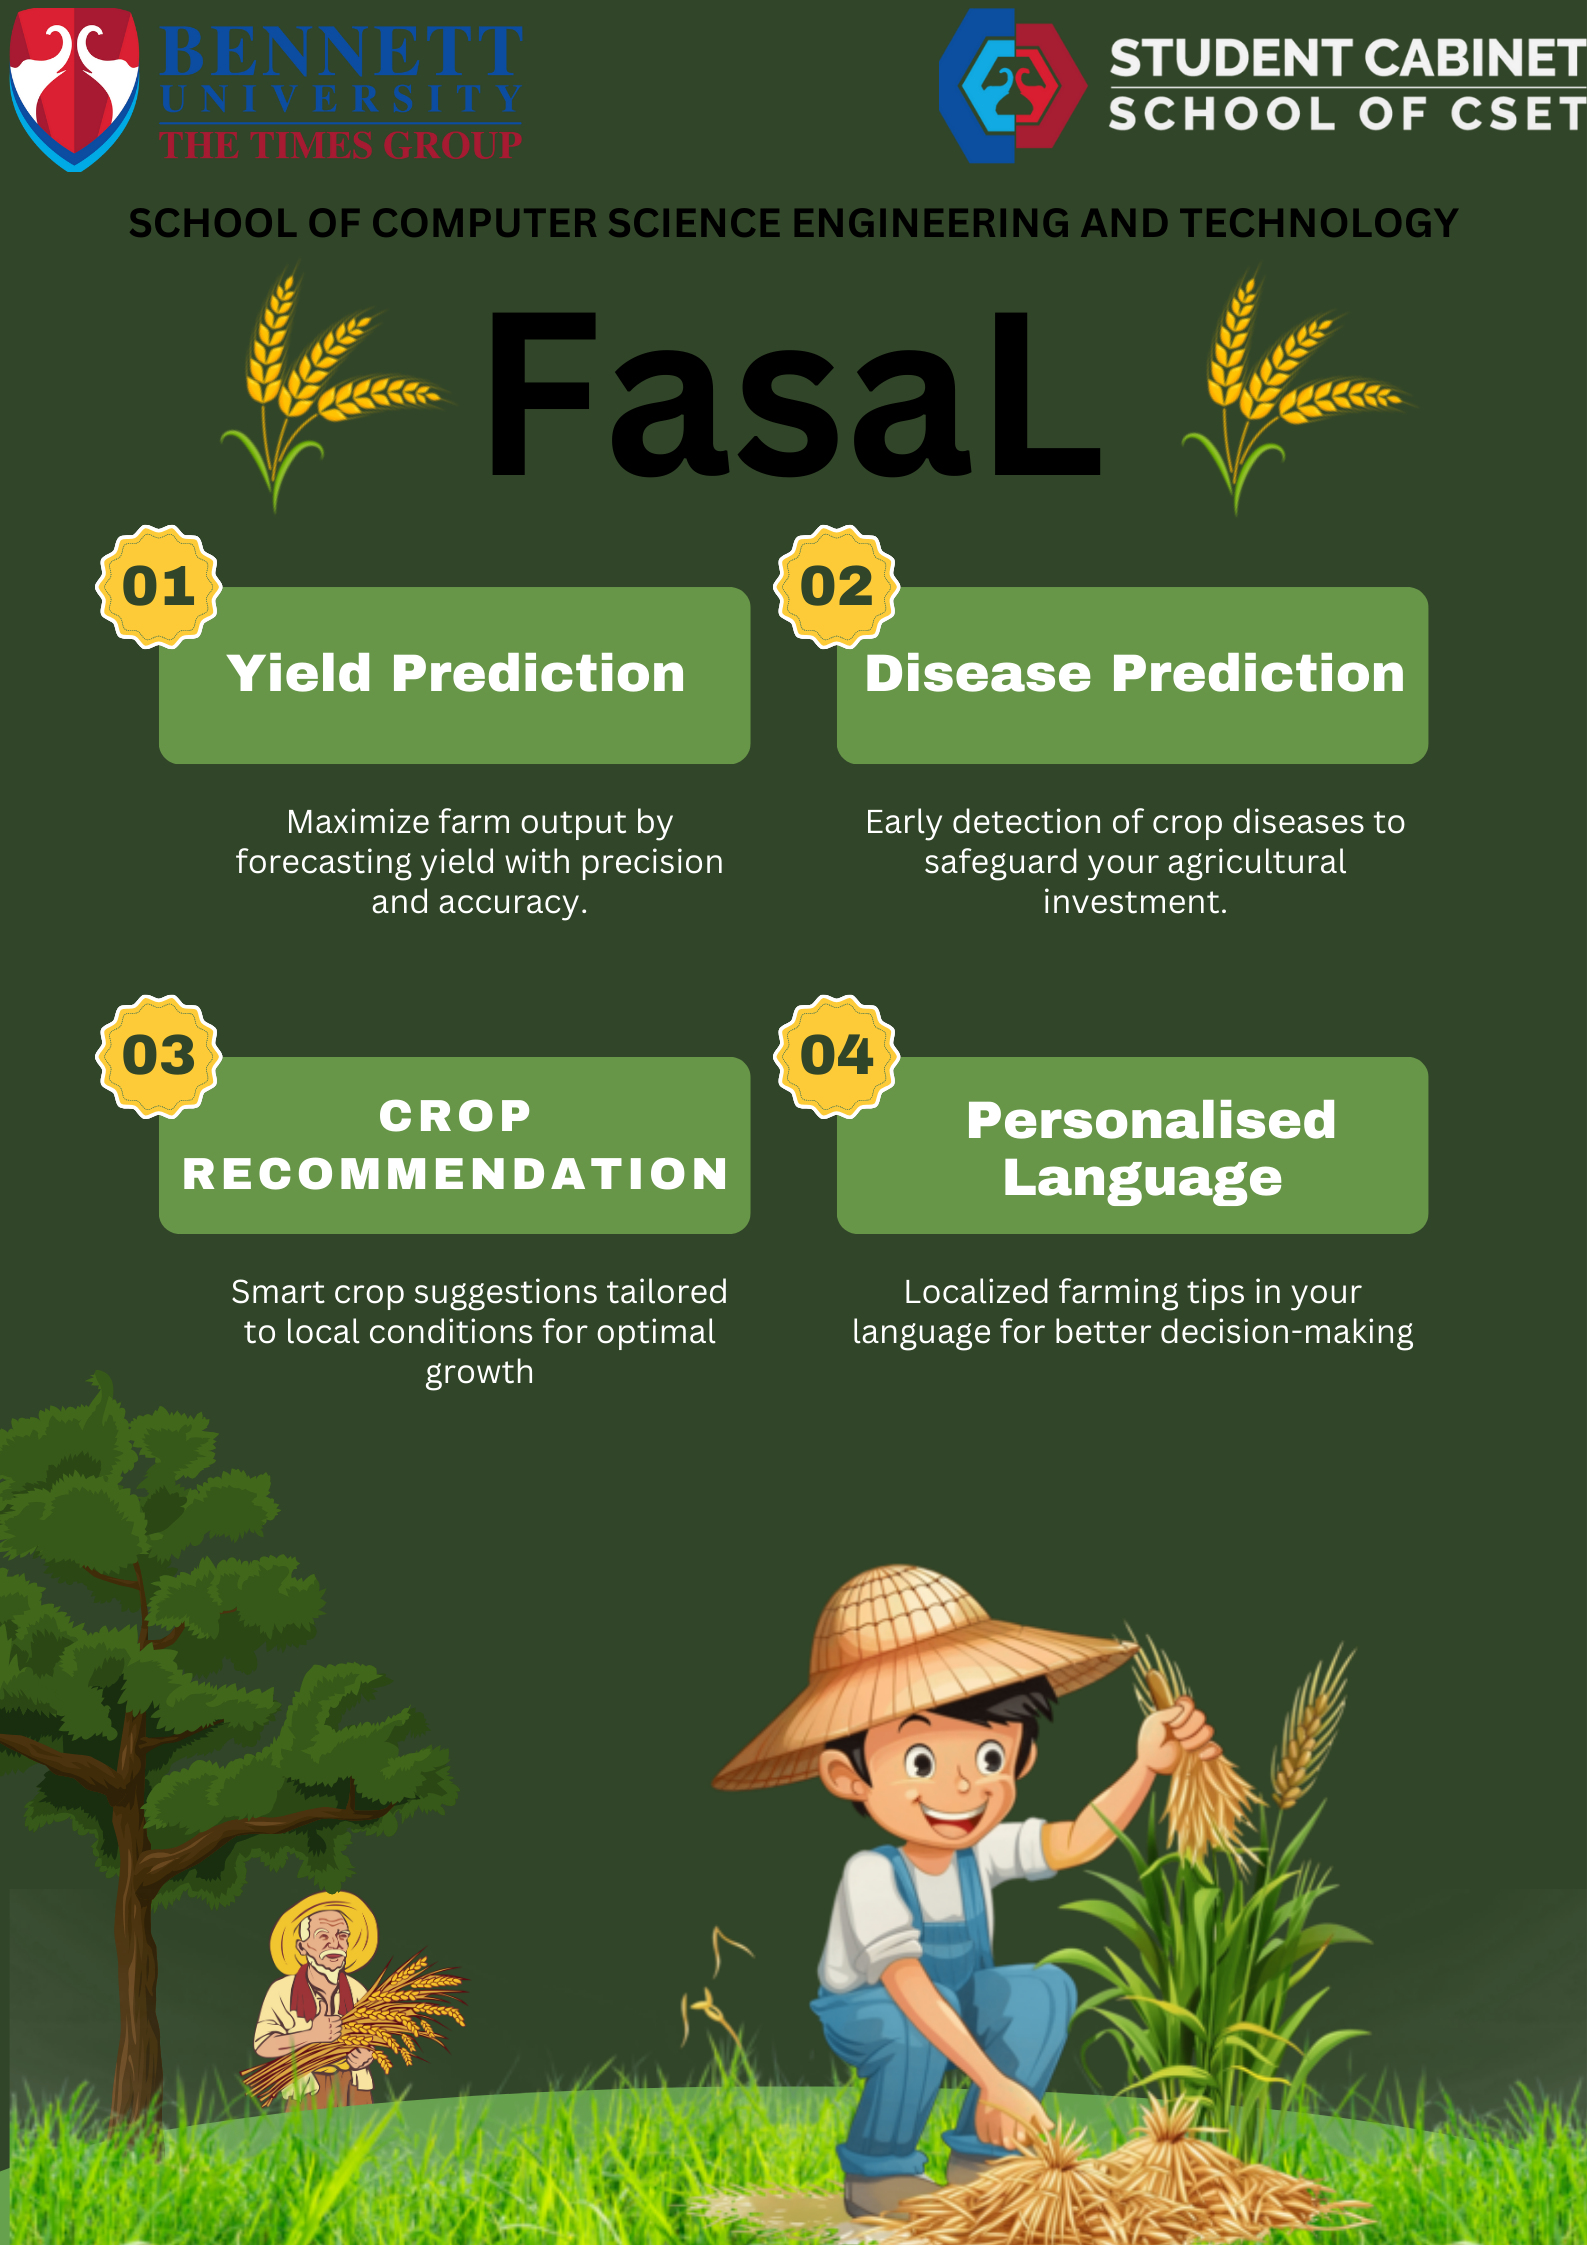 BENNETT
UNIVERSITY
THE TIMES GROUP
STUDENT CABINET
SCHOOL OF CSET
SCHOOL OF COMPUTER SCIENCE ENGINEERING AND TECHNOLOGY
FasaL
01
Yield Prediction
Maximize farm output by
forecasting yield with precision
and accuracy.
02
Disease Prediction
Early detection of crop diseases to
safeguard your agricultural
investment.
03
CROP
RECOMMENDATION
Smart crop suggestions tailored
to local conditions for optimal
growth
04
Personalised
Language
Localized farming tips in your
language for better decision-making